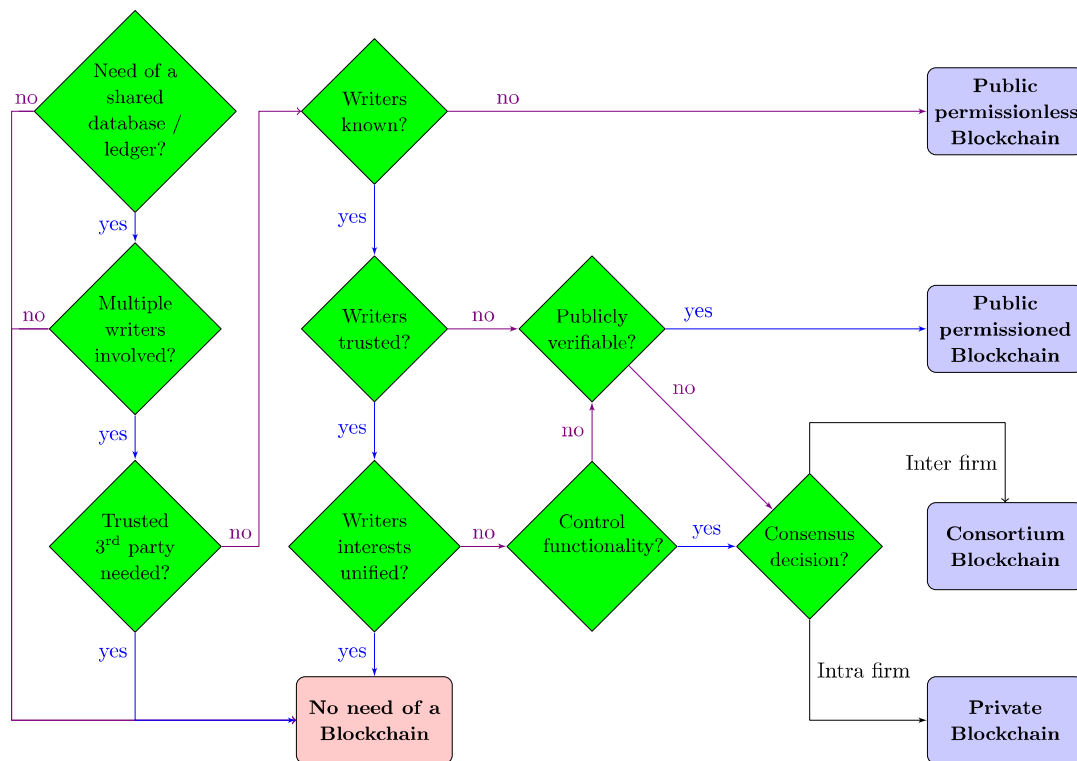 Need of a
shared
database /
ledger?
no
yes
Multiple
writers
involved?
no
yes
Trusted
3rd party
needed?
no
yes
Writers
known?
no
yes
Writers
trusted?
no
yes
Writers
interests
unified?
no
yes
No need of a
Blockchain
Publicly
verifiable?
yes
no
Control
functionality?
no
yes
Consensus
decision?
Inter firm
Intra firm
Public
permissionless
Blockchain
Public
permissioned
Blockchain
Consortium
Blockchain
Private
Blockchain